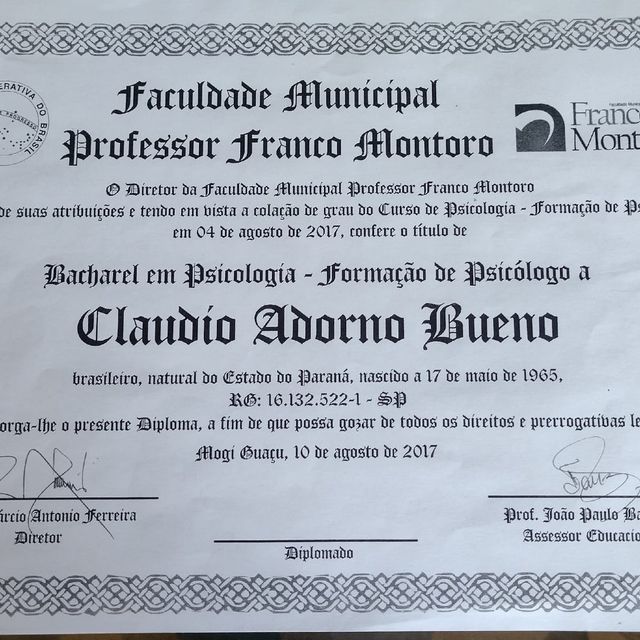 Faculdade Municipal
Professor Franco Montoro
ERATIVA DO BRASIL
Franco
Mont
O Diretor da Faculdade Municipal Professor Franco Montoro
de suas atribuições e tendo em vista a colação de grau do Curso de Psicologia - Formação de Ps
em 04 de agosto de 2017, confere o título de
Bacharel em Psicologia - Formação de Psicólogo a
Claudio Adorno Bueno
brasileiro, natural do Estado do Paraná, nascido a 17 de maio de 1965,
RG: 16.132.522-1 - SP
orga-lhe o presente Diploma, a fim de que possa gozar de todos os direitos e prerrogativas le
Mogi Guaçu, 10 de agosto de 2017
árcio Antonio Ferreira
Diretor
Prof. João Paulo Ba
Assessor Educacio
Diplomado